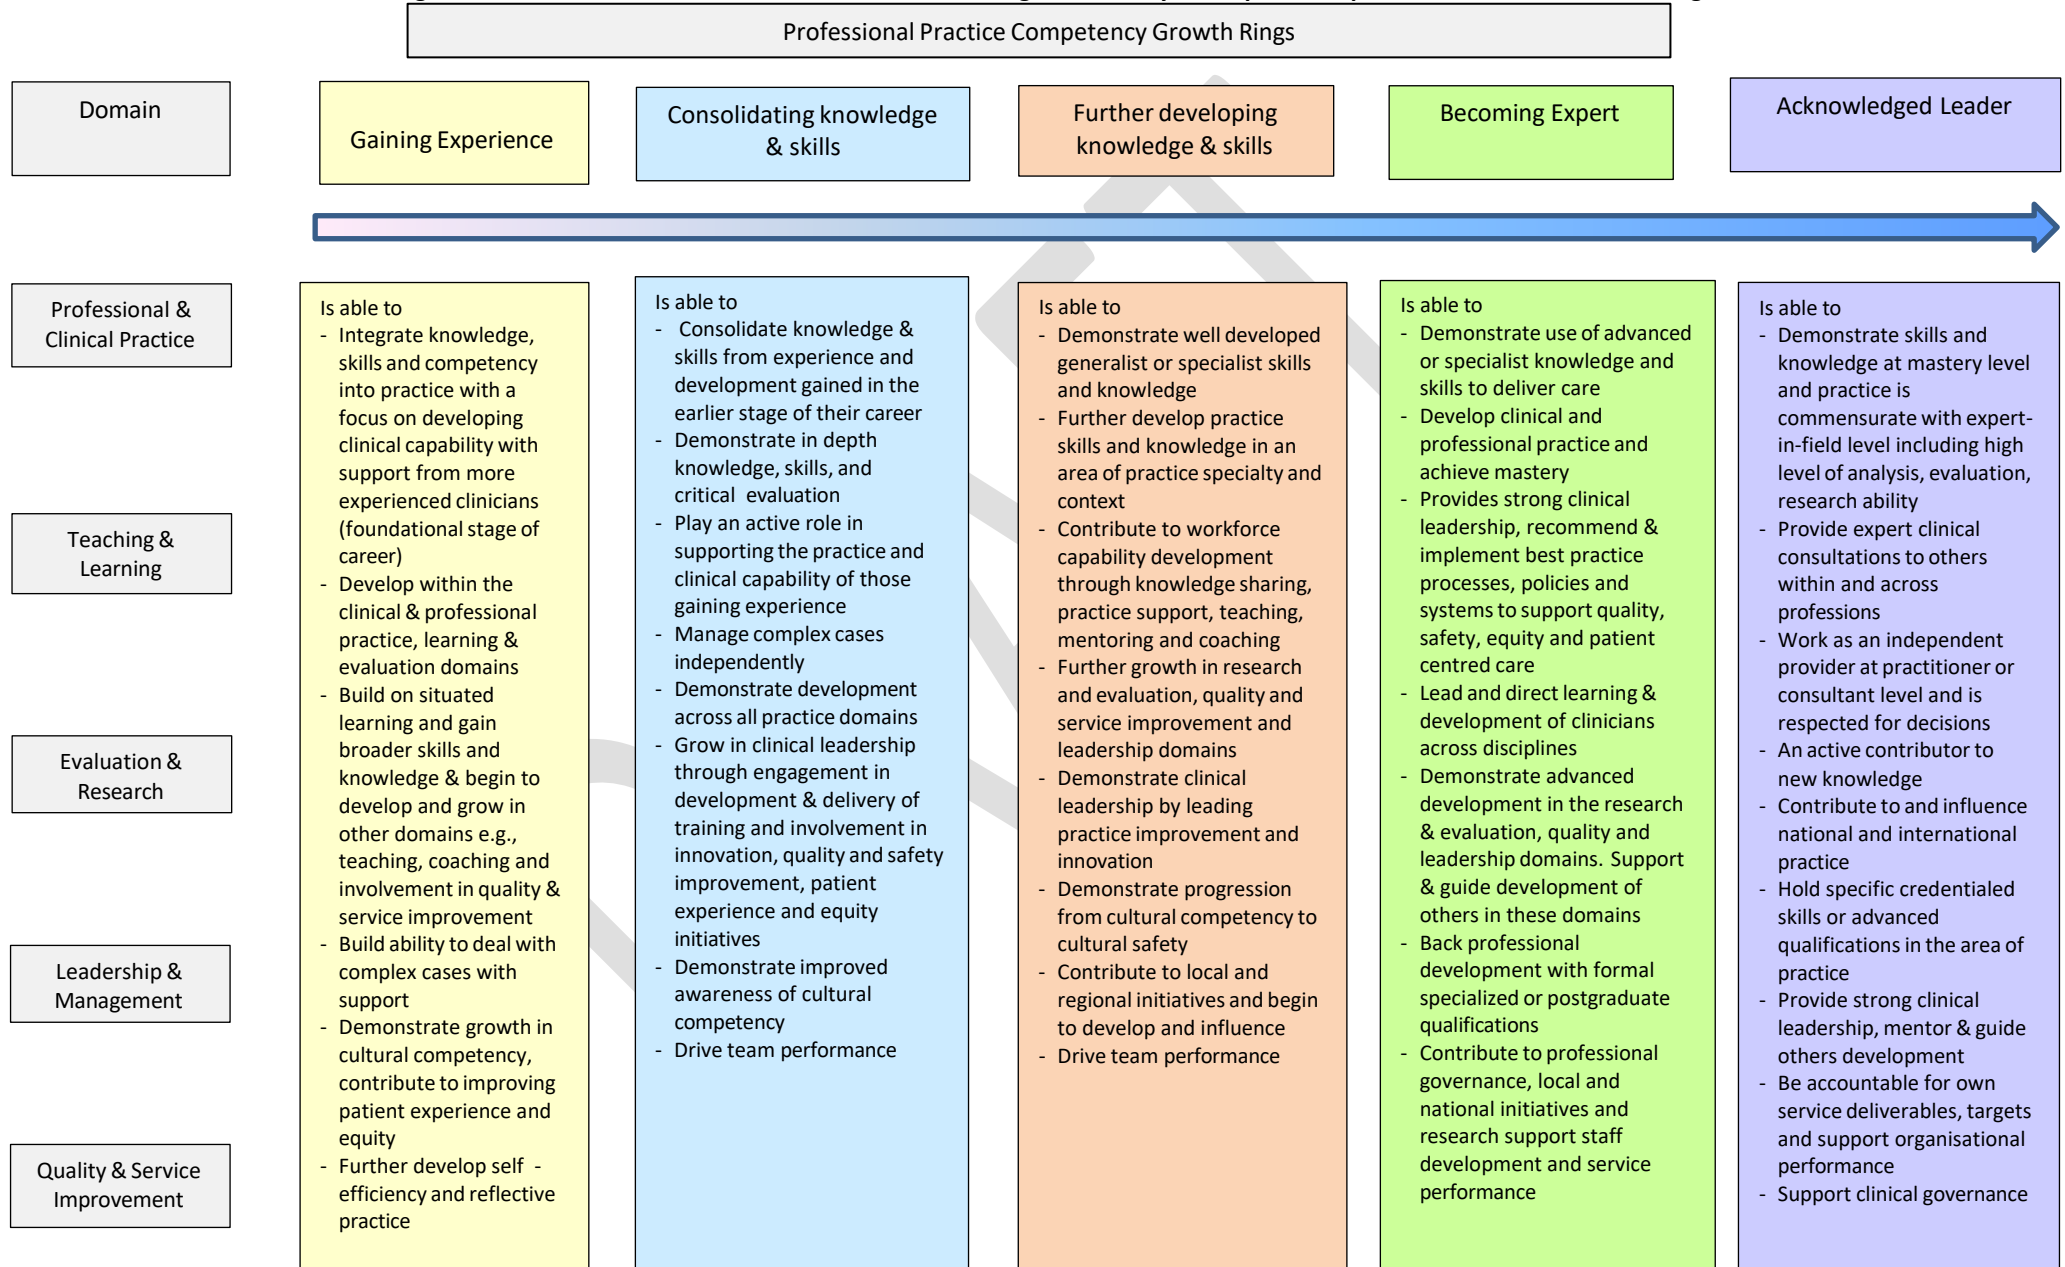 Professional Practice Competency Growth Rings
Domain
Gaining Experience
Consolidating knowledge
& skills
Further developing
knowledge & skills
Becoming Expert
Acknowledged Leader
Professional &
Clinical Practice
Teaching &
Learning
Evaluation &
Research
Leadership &
Management
Quality & Service
Improvement
Is able to
- Integrate knowledge,
skills and competency
into practice with a
focus on developing
clinical capability with
support from more
experienced clinicians
(foundational stage of
career)
- Develop within the
clinical & professional
practice, learning &
evaluation domains
- Build on situated
learning and gain
broader skills and
knowledge & begin to
develop and grow in
other domains e.g.,
teaching, coaching and
involvement in quality &
service improvement
- Build ability to deal with
complex cases with
support
- Demonstrate growth in
cultural competency,
contribute to improving
patient experience and
equity
- Further develop self -
efficiency and reflective
practice
Is able to
- Consolidate knowledge &
skills from experience and
development gained in the
earlier stage of their career
- Demonstrate in depth
knowledge, skills, and
critical evaluation
- Play an active role in
supporting the practice and
clinical capability of those
gaining experience
- Manage complex cases
independently
- Demonstrate development
across all practice domains
- Grow in clinical leadership
through engagement in
development & delivery of
training and involvement in
innovation, quality and safety
improvement, patient
experience and equity
initiatives
- Demonstrate improved
awareness of cultural
competency
- Drive team performance
Is able to
- Demonstrate well developed
generalist or specialist skills
and knowledge
- Further develop practice
skills and knowledge in an
area of practice specialty and
context
- Contribute to workforce
capability development
through knowledge sharing,
practice support, teaching,
mentoring and coaching
- Further growth in research
and evaluation, quality and
service improvement and
leadership domains
- Demonstrate clinical
leadership by leading
practice improvement and
innovation
- Demonstrate progression
from cultural competency to
cultural safety
- Contribute to local and
regional initiatives and begin
to develop and influence
- Drive team performance
Is able to
- Demonstrate use of advanced
or specialist knowledge and
skills to deliver care
- Develop clinical and
professional practice and
achieve mastery
- Provides strong clinical
leadership, recommend &
implement best practice
processes, policies and
systems to support quality,
safety, equity and patient
centred care
- Lead and direct learning &
development of clinicians
across disciplines
- Demonstrate advanced
development in the research
& evaluation, quality and
leadership domains. Support
& guide development of
others in these domains
- Back professional
development with formal
specialized or postgraduate
qualifications
- Contribute to professional
governance, local and
national initiatives and
research support staff
development and service
performance
Is able to
- Demonstrate skills and
knowledge at mastery level
and practice is
commensurate with expert-
in-field level including high
level of analysis, evaluation,
research ability
- Provide expert clinical
consultations to others
within and across
professions
- Work as an independent
provider at practitioner or
consultant level and is
respected for decisions
- An active contributor to
new knowledge
- Contribute to and influence
national and international
practice
- Hold specific credentialed
skills or advanced
qualifications in the area of
practice
- Provide strong clinical
leadership, mentor & guide
others development
- Be accountable for own
service deliverables, targets
and support organisational
performance
- Support clinical governance